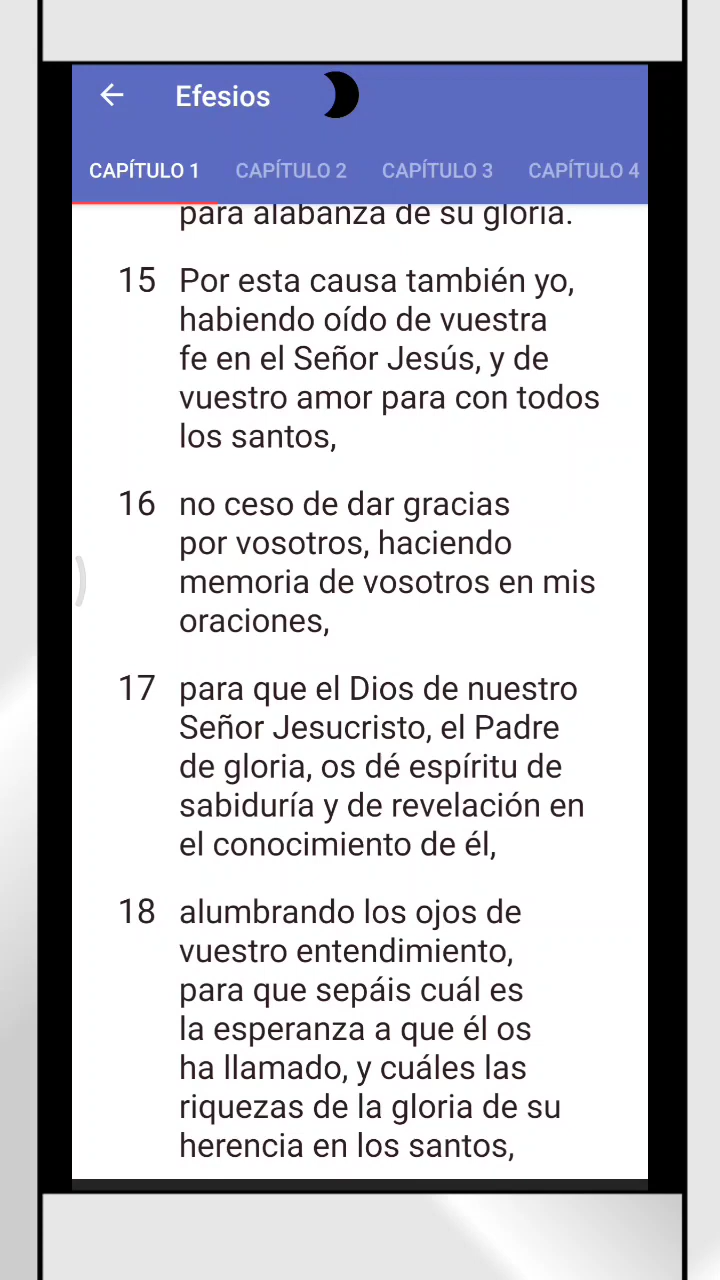 Efesios
CAPÍTULO 1 CAPÍTULO 2 CAPÍTULO 3 CAPÍTULO 4
para alabanza de su gloria.
15 Por esta causa también yo,
habiendo oído de vuestra
fe en el Señor Jesús, y de
vuestro amor para con todos
los santos,
16 no ceso de dar gracias
por vosotros, haciendo
memoria de vosotros en mis
oraciones,
17 para que el Dios de nuestro
Señor Jesucristo, el Padre
de gloria, os dé espíritu de
sabiduría y de revelación en
el conocimiento de él,
18 alumbrando los ojos de
vuestro entendimiento,
para que sepáis cuál es
la esperanza a que él os
ha llamado, y cuáles las
riquezas de la gloria de su
herencia en los santos,